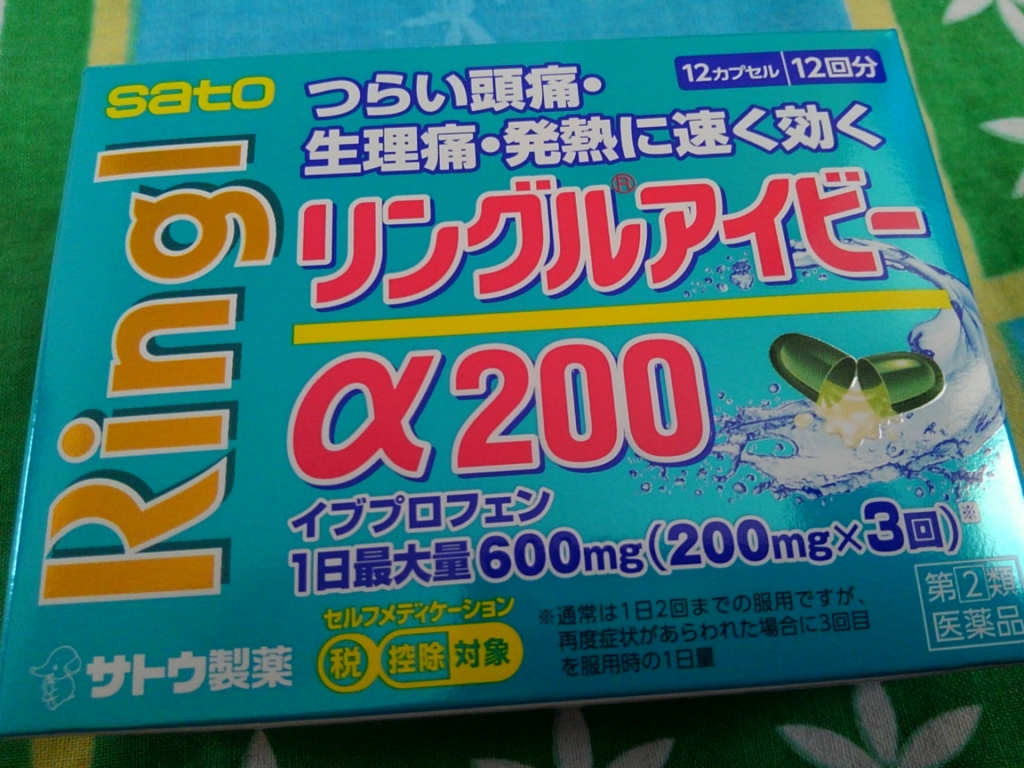 sato
12カプセル 12回分
つらい頭痛・
生理痛・発熱に速く効く
Ringl
リングルアイビー®
α200
イブプロフェン
1日最大量600mg(200mg×3回)※
セルフメディケーション
税 控除 対象
※通常は1日2回までの服用ですが、
再度症状があらわれた場合に3回目
を服用時の1日量
第②類
医薬品
サトウ製薬